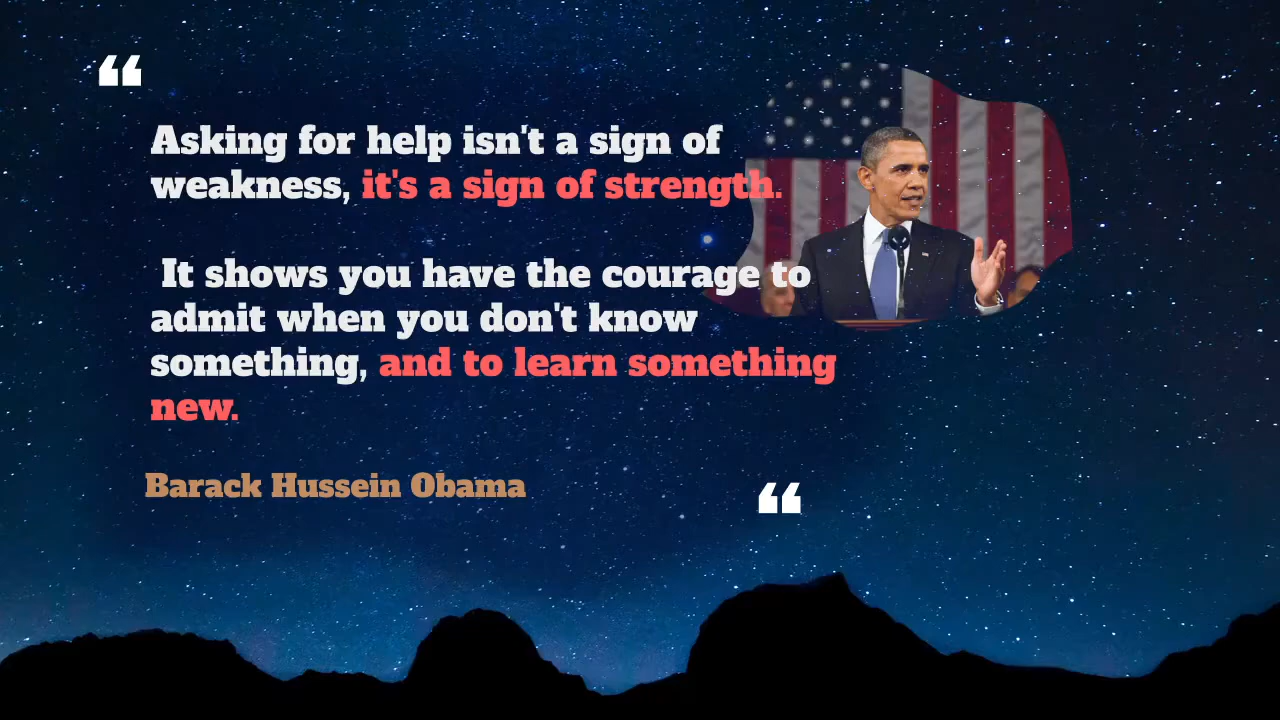 ❝
Asking for help isn't a sign of
weakness, it's a sign of strength.
It shows you have the courage to
admit when you don't know
something, and to learn something
new.
Barack Hussein Obama
❝